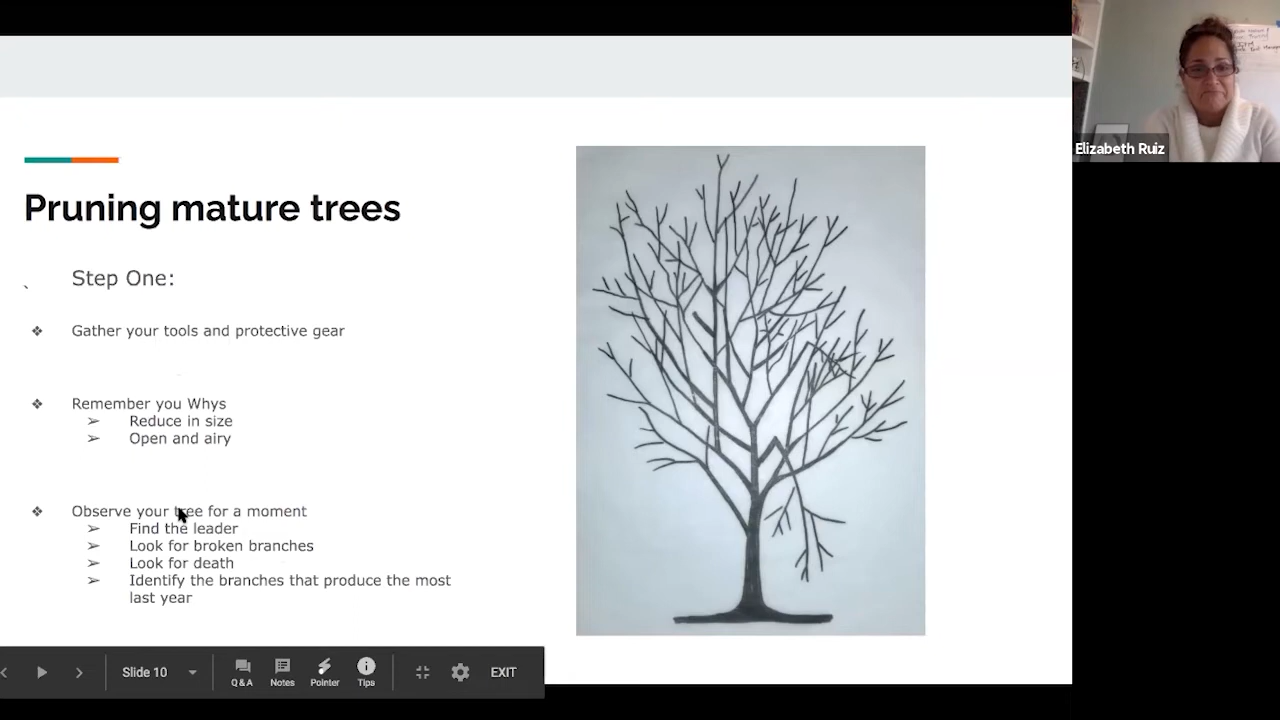 Pruning mature trees
Step One:
❖ Gather your tools and protective gear
❖ Remember you Whys
➢ Reduce in size
➢ Open and airy
❖ Observe your tree for a moment
➢ Find the leader
➢ Look for broken branches
➢ Look for death
➢ Identify the branches that produce the most
last year
Slide 10
Q&A
Notes
Pointer
Tips
EXIT
Elizabeth Ruiz